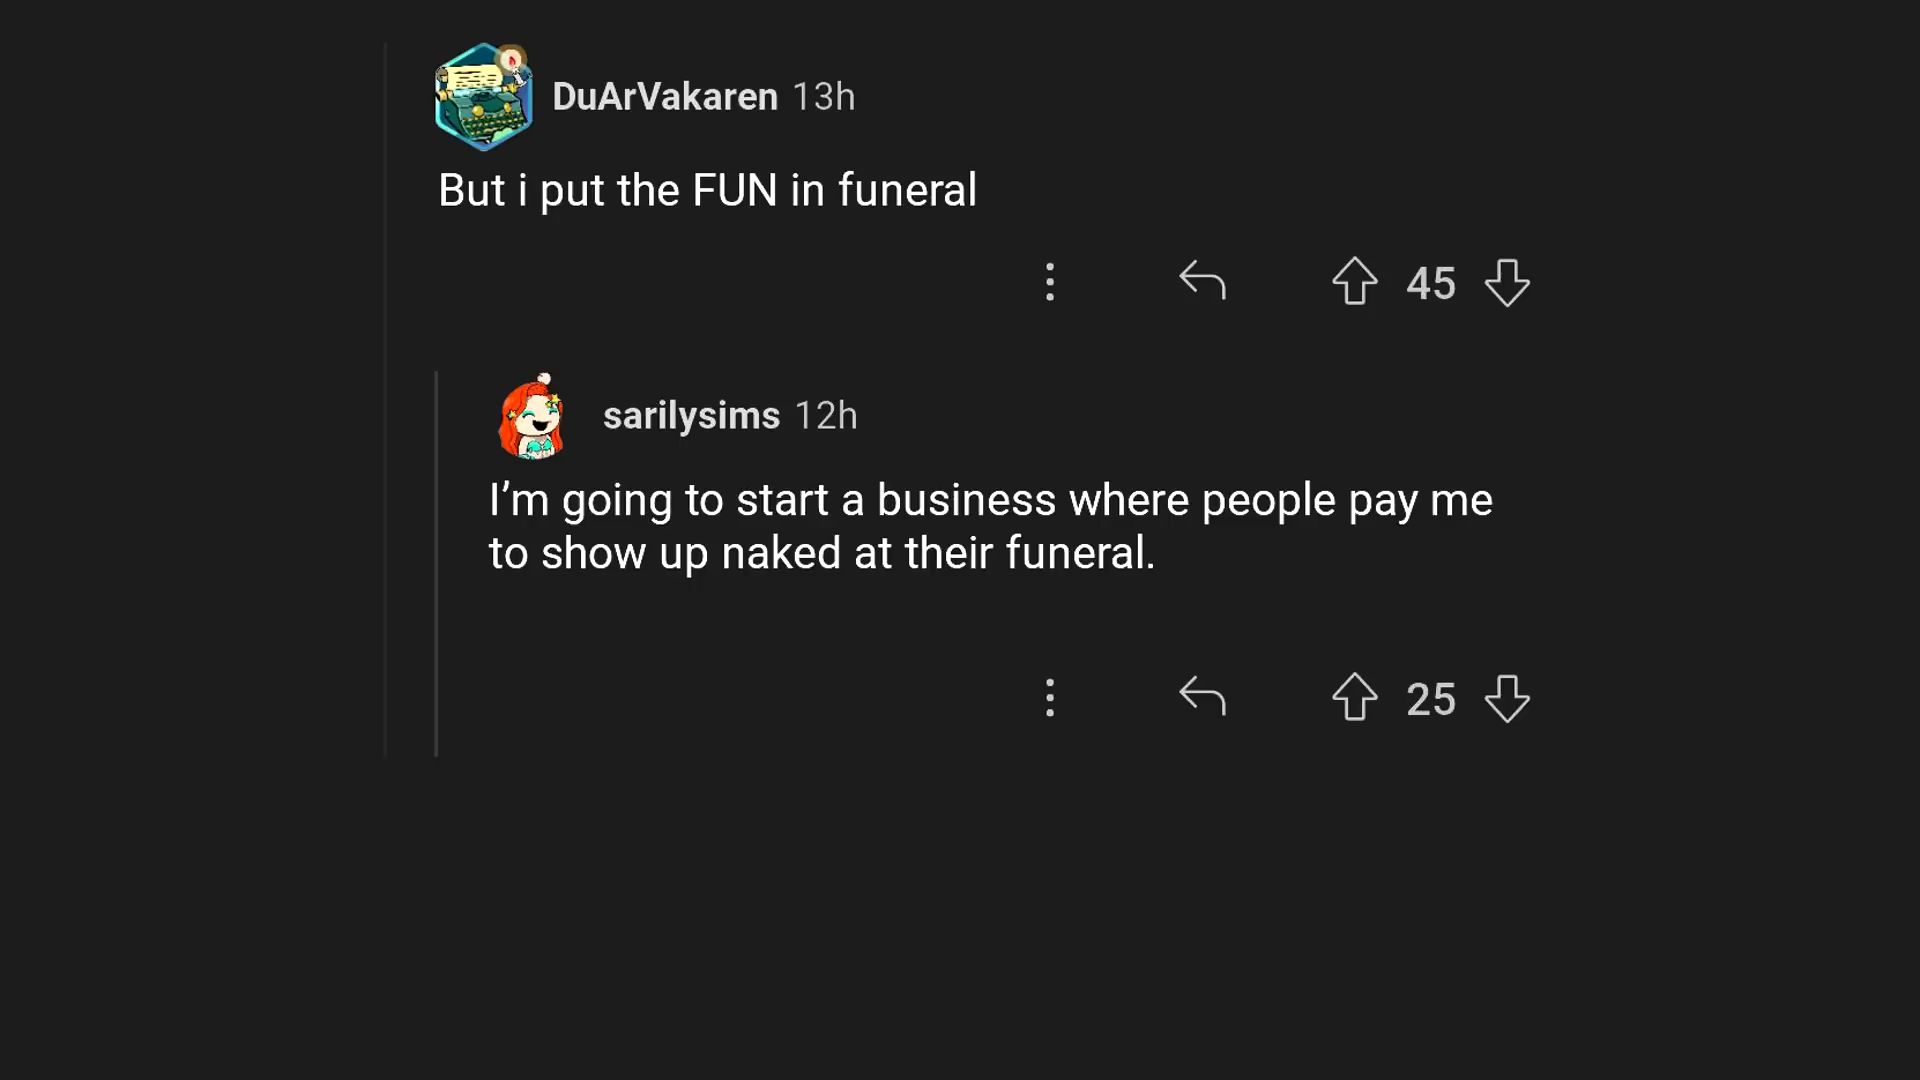 DuArVakaren 13h
But i put the FUN in funeral
45
sarilysims 12h
I’m going to start a business where people pay me
to show up naked at their funeral.
25